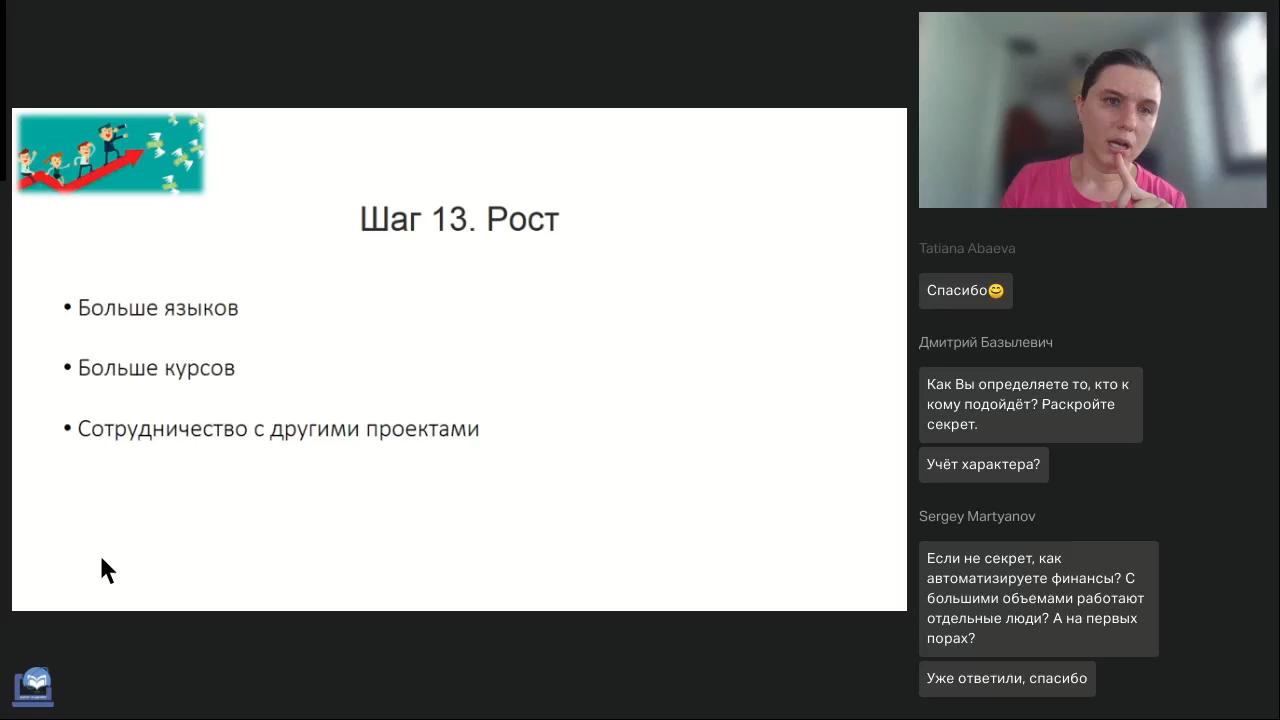 Шаг 13. Рост
• Больше языков
• Больше курсов
• Сотрудничество с другими проектами
Tatiana Abaeva
Спасибо😊
Дмитрий Базылевич
Как Вы определяете то, кто к
кому подойдёт? Раскройте
секрет.
Учёт характера?
Sergey Martyanov
Если не секрет, как
автоматизируете финансы? С
большими объемами работают
отдельные люди? А на первых
порах?
Уже ответили, спасибо